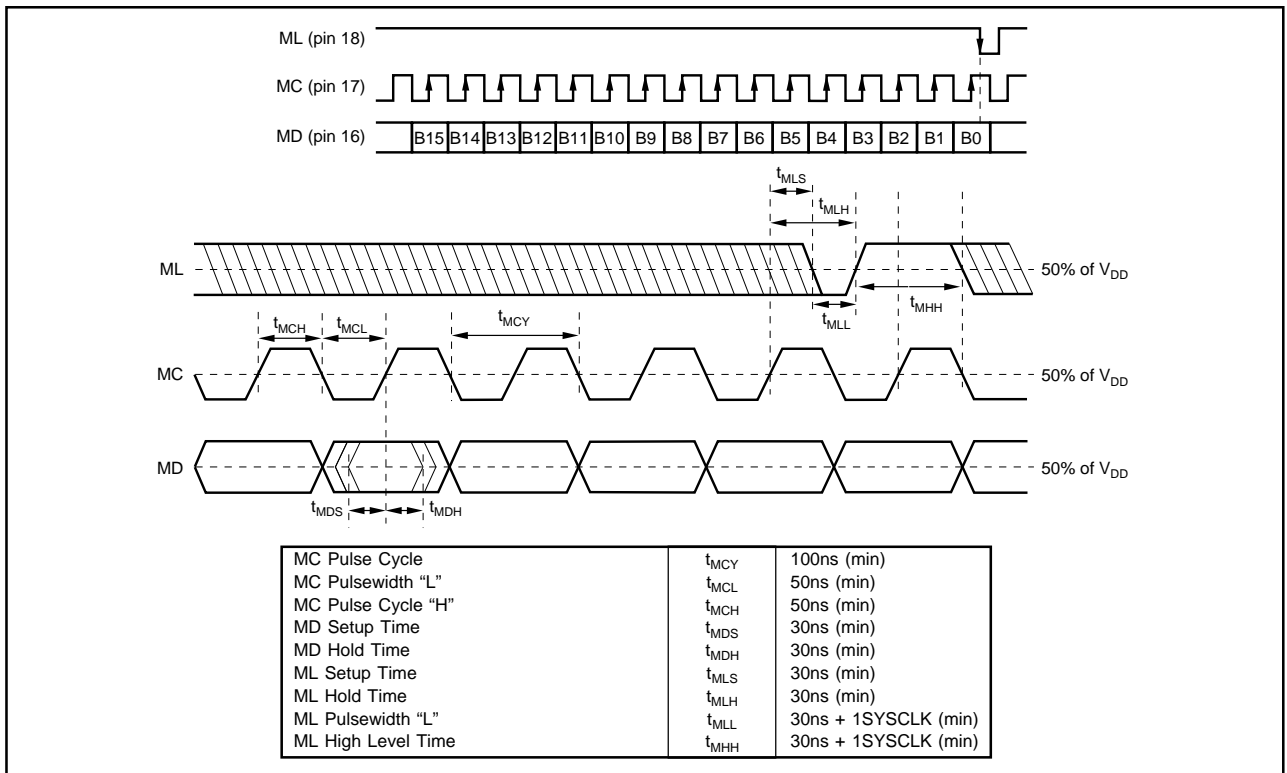 ML (pin 18)
MC (pin 17)
MD (pin 16) B15 B14 B13 B12 B11 B10 B9 B8 B7 B6 B5 B4 B3 B2 B1 B0
tMLS
tMLH
ML 50% of VDD
tMLL tMHH
tMCH tMCL tMCY
MC 50% of VDD
MD 50% of VDD
tMDS tMDH
MC Pulse Cycle tMCY 100ns (min)
MC Pulsewidth “L” tMCL 50ns (min)
MC Pulse Cycle “H” tMCH 50ns (min)
MD Setup Time tMDS 30ns (min)
MD Hold Time tMDH 30ns (min)
ML Setup Time tMLS 30ns (min)
ML Hold Time tMLH 30ns (min)
ML Pulsewidth “L” tMLL 30ns + 1SYSCLK (min)
ML High Level Time tMHH 30ns + 1SYSCLK (min)